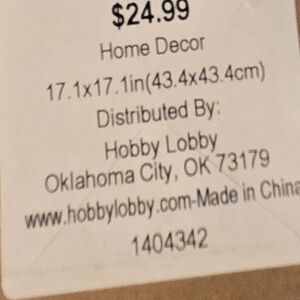 $24.99
Home Decor
17.1x17.1in(43.4x43.4cm)
Distributed By:
Hobby Lobby
Oklahoma City, OK 73179
www.hobbylobby.com-Made in China
1404342